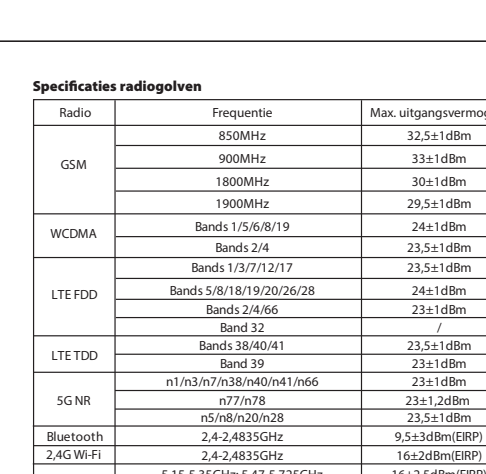 Specificaties radiogolven
Radio Frequentie Max.
GSM 850MHz 32,5±1dBm
900MHz 33±1dBm
1800MHz 30±1dBm
1900MHz 29,5±1dBm
WCDMA Bands 1/5/6/8/19 24±1dBm
Bands 2/4 23,5±1dBm
LTE FDD Bands 1/3/7/12/17 23,5±1dBm
Bands 5/8/18/19/20/26/28 24±1dBm
Bands 2/4/66 23±1dBm
Band 32 /
LTE TDD Bands 38/40/41 23,5±1dBm
Band 39 23±1dBm
5G NR n1/n3/n7/n38/n40/n41/n66 23±1dBm
n77/n78 23±1,2dBm
n5/n8/n20/n28 23,5±1dBm
Bluetooth 2,4-2,4835GHz 9,5±3dBm(EIRP)
2,4G Wi-Fi 2,4-2,4835GHz 16±2dBm(EIRP)